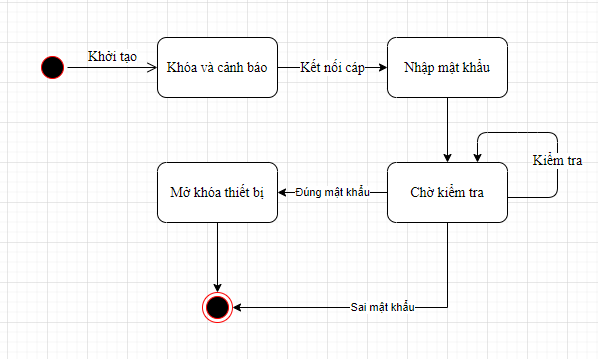 Khởi tạo
Khóa và cảnh báo
Kết nối cáp
Nhập mật khẩu
Kiểm tra
Mở khóa thiết bị
Đúng mật khẩu
Chờ kiểm tra
Sai mật khẩu